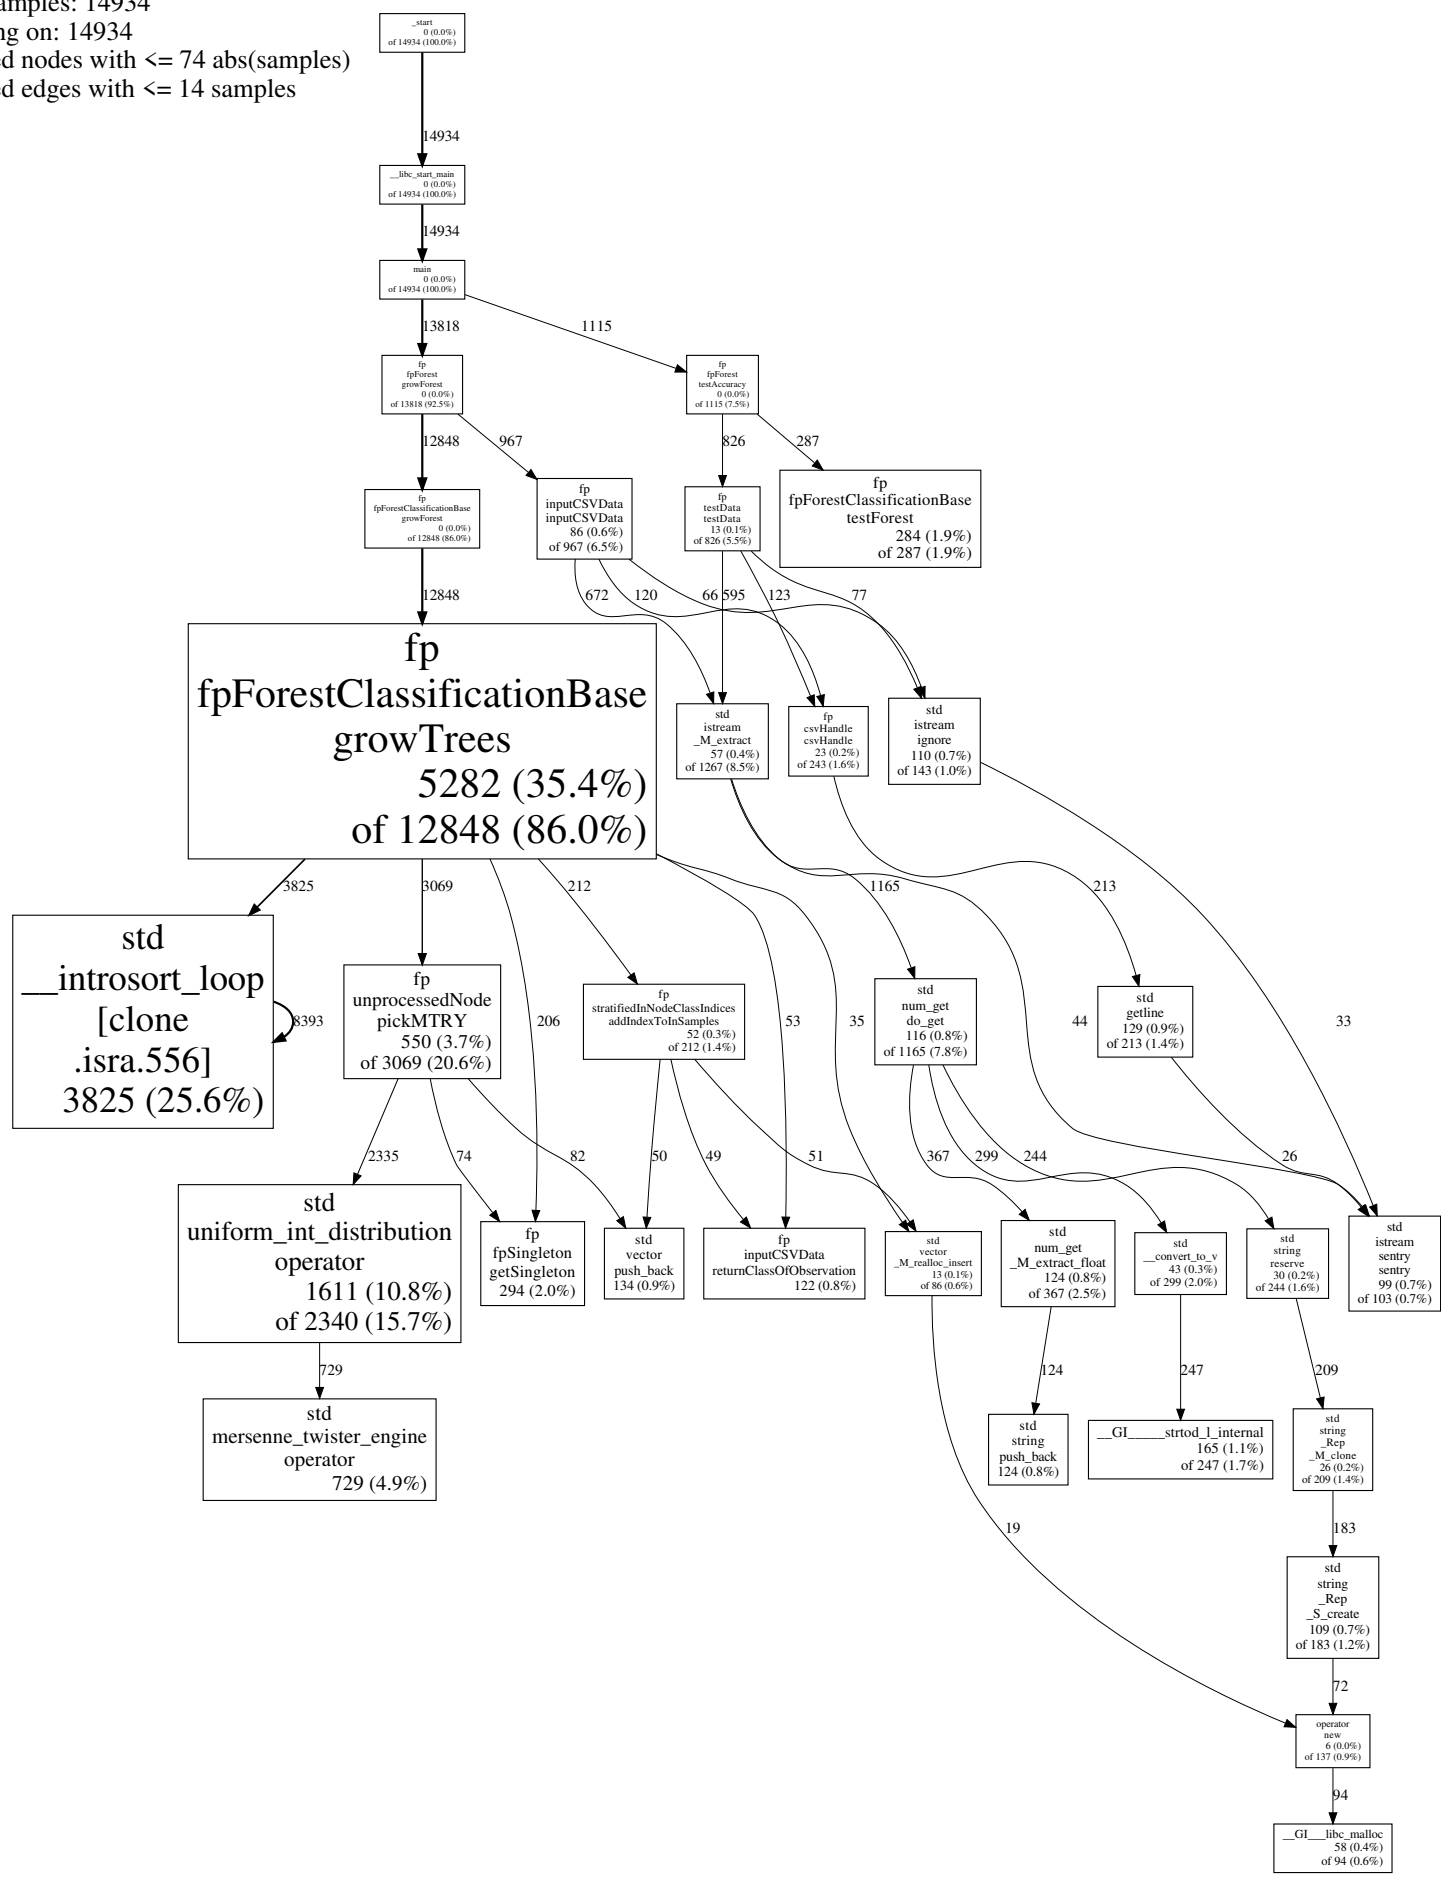 amples: 14934
ng on: 14934
ed nodes with <= 74 abs(samples)
ed edges with <= 14 samples
_start
0 (0.0%)
of 14934 (100.0%)
14934
__libc_start_main
0 (0.0%)
of 14934 (100.0%)
14934
main
0 (0.0%)
of 14934 (100.0%)
13818
1115
fp
fpForest
growForest
0 (0.0%)
of 13818 (92.5%)
fp
fpForest
testAccuracy
0 (0.0%)
of 1115 (7.5%)
12848
967
826
287
fp
fpForestClassificationBase
growForest
0 (0.0%)
of 12848 (86.0%)
fp
inputCSVData
inputCSVData
86 (0.6%)
of 967 (6.5%)
fp
testData
testData
13 (0.1%)
of 826 (5.5%)
fp
fpForestClassificationBase
testForest
284 (1.9%)
of 287 (1.9%)
12848
672
120
66
595
123
77
fp
fpForestClassificationBase
growTrees
5282 (35.4%)
of 12848 (86.0%)
std
istream
_M_extract
57 (0.4%)
of 1267 (8.5%)
fp
csvHandle
csvHandle
23 (0.2%)
of 243 (1.6%)
std
istream
ignore
110 (0.7%)
of 143 (1.0%)
3825
3069
212
1165
213
std
__introsort_loop
[clone
.isra.556]
3825 (25.6%)
8393
fp
unprocessedNode
pickMTRY
550 (3.7%)
of 3069 (20.6%)
206
fp
stratifiedInNodeClassIndices
addIndexToInSamples
52 (0.3%)
of 212 (1.4%)
53
35
std
num_get
do_get
116 (0.8%)
of 1165 (7.8%)
44
std
getline
129 (0.9%)
of 213 (1.4%)
33
2335
74
82
50
49
51
367
299
244
26
std
uniform_int_distribution
operator
1611 (10.8%)
of 2340 (15.7%)
fp
fpSingleton
getSingleton
294 (2.0%)
std
vector
push_back
134 (0.9%)
fp
inputCSVData
returnClassOfObservation
122 (0.8%)
std
vector
_M_realloc_insert
13 (0.1%)
of 86 (0.6%)
std
num_get
_M_extract_float
124 (0.8%)
of 367 (2.5%)
std
__convert_to_v
43 (0.3%)
of 299 (2.0%)
std
string
reserve
30 (0.2%)
of 244 (1.6%)
std
istream
sentry
sentry
99 (0.7%)
of 103 (0.7%)
729
124
247
209
std
mersenne_twister_engine
operator
729 (4.9%)
std
string
push_back
124 (0.8%)
__GI_____strtod_l_internal
165 (1.1%)
of 247 (1.7%)
std
string
_Rep
_M_clone
26 (0.2%)
of 209 (1.4%)
19
183
std
string
_Rep
_S_create
109 (0.7%)
of 183 (1.2%)
72
operator
new
6 (0.0%)
of 137 (0.9%)
94
__GI___libc_malloc
58 (0.4%)
of 94 (0.6%)